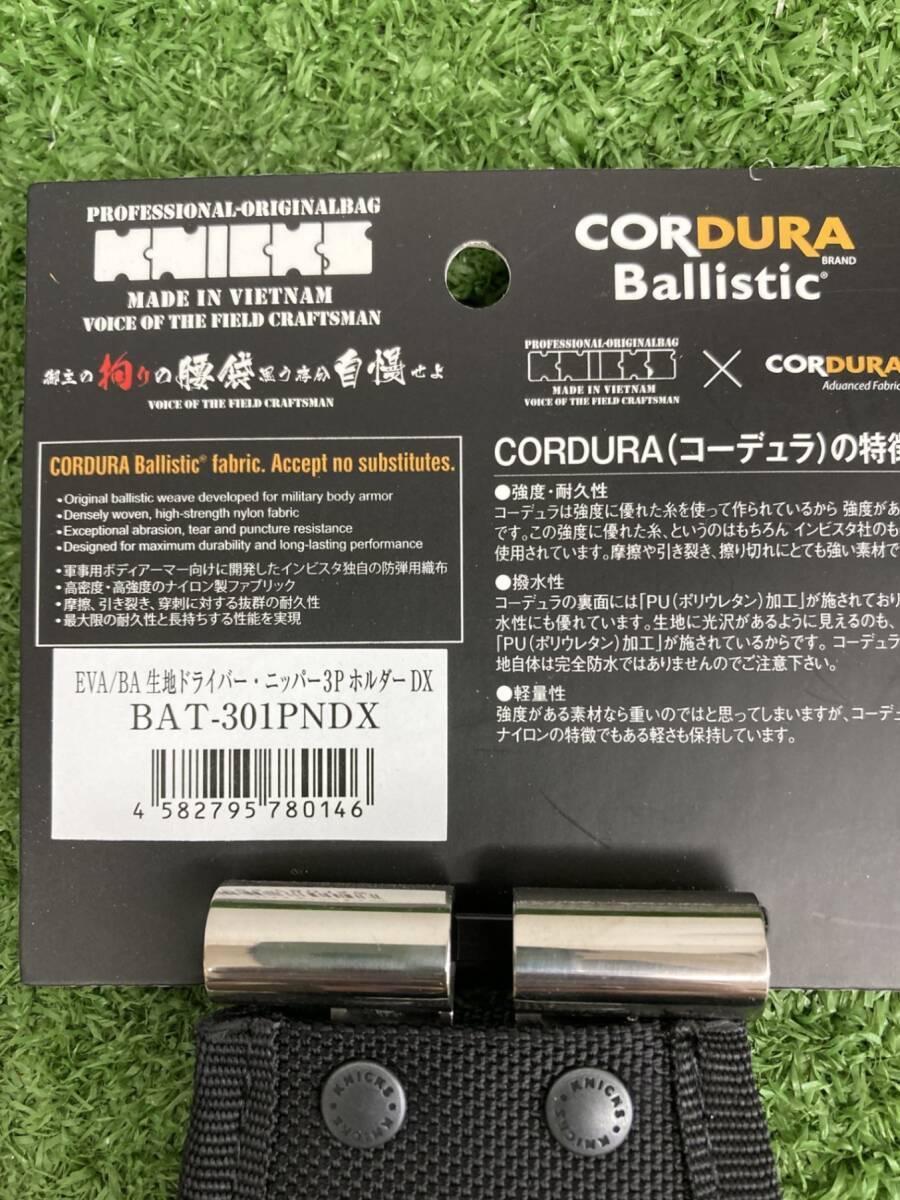 PROFESSIONAL-ORIGINALBAG
KNICKS
MADE IN VIETNAM
VOICE OF THE FIELD CRAFTSMAN
御主の拘りの腰袋思う存分自慢せよ
VOICE OF THE FIELD CRAFTSMAN
CORDURA Ballistic® fabric. Accept no substitutes.
・Original ballistic weave developed for military body armor
・Densely woven, high-strength nylon fabric
・Exceptional abrasion, tear and puncture resistance
・Designed for maximum durability and long-lasting performance
・軍事用ボディアーマー向けに開発したインビスタ独自の防弾用織布
・高密度・高強度のナイロン製ファブリック
・摩擦、引き裂き、穿刺に対する抜群の耐久性
・最大限の耐久性と長持ちする性能を実現
EVA/BA 生地ドライバー・ニッパー3P ホルダー DX
BAT-301PNDX
4 582795 780146
CORDURA
BRAND
Ballistic®
PROFESSIONAL-ORIGINALBAG
KNICKS
MADE IN VIETNAM
VOICE OF THE FIELD CRAFTSMAN
×
CORDURA
Advanced Fabric
CORDURA(コーデュラ)の特徴
●強度・耐久性
コーデュラは強度に優れた糸を使って作られているから 強度があ
です。この強度に優れた糸、というのはもちろん インビスタ社のも
使用されています。摩擦や引き裂き、擦り切れにとても強い素材で
●撥水性
コーデュラの裏面には「PU(ポリウレタン)加工」が施されており
水性にも優れています。生地に光沢があるように見えるのも、
「PU(ポリウレタン)加工」が施されているからです。コーデュラ
地自体は完全防水ではありませんのでご注意下さい。
●軽量性
強度がある素材なら重いのではと思ってしまいますが、コーデュ
ナイロンの特徴でもある軽さも保持しています。
KNICKS KNICKS
KNICKS KNICKS